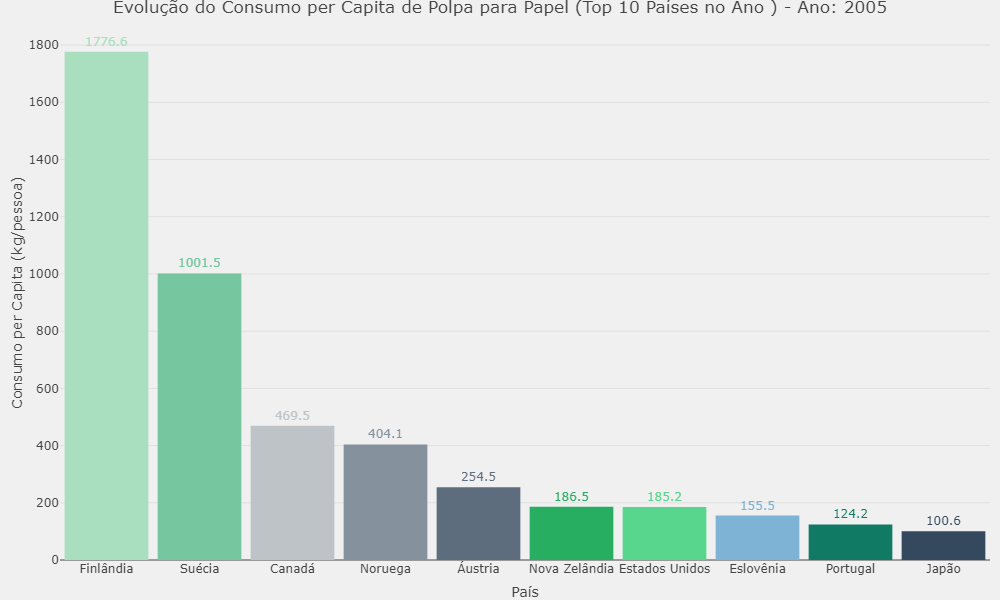 Evolução do Consumo per Capita de Polpa para Papel (Top 10 Países no Ano ) - Ano: 2005
Consumo per Capita (kg/pessoa)
1800
1600
1400
1200
1000
800
600
400
200
0
1776.6
1001.5
469.5
404.1
254.5
186.5
185.2
155.5
124.2
100.6
Finlândia
Suécia
Canadá
Noruega
Áustria
Nova Zelândia
Estados Unidos
Eslovênia
Portugal
Japão
País